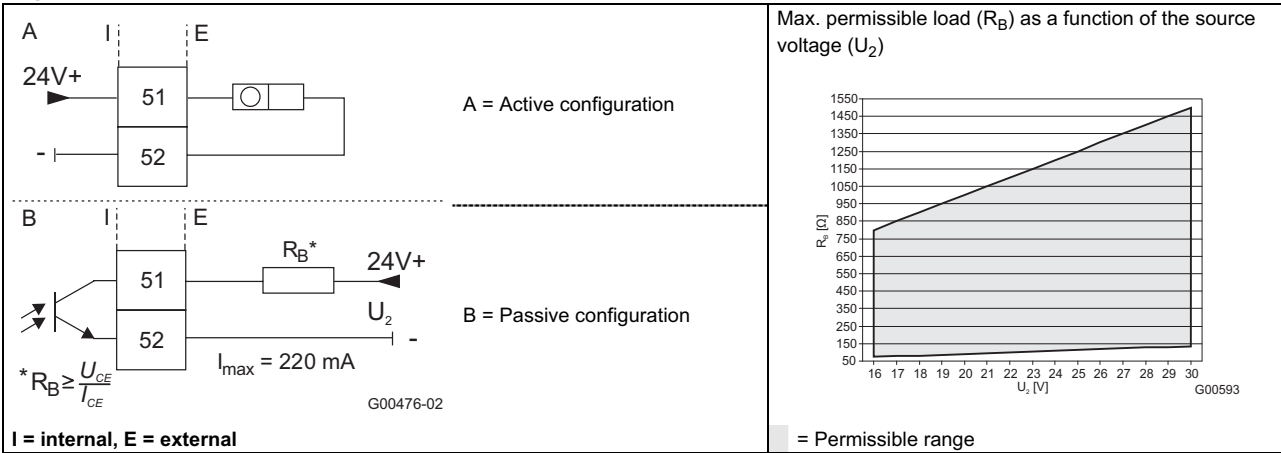 A
I
E
24V+
51
-
52
A = Active configuration
B
I
E
R_B*
24V+
51
U₂
52
-
I_max = 220 mA
B = Passive configuration
* R_B ≥ U_CE / I_CE
G00476-02
I = internal, E = external
Max. permissible load (R_B) as a function of the source
voltage (U₂)
1550
1450
1350
1250
1150
1050
950
850
750
650
550
450
350
250
150
50
R_B [Ω]
16 17 18 19 20 21 22 23 24 25 26 27 28 29 30
U₂ [V]
G00593
= Permissible range